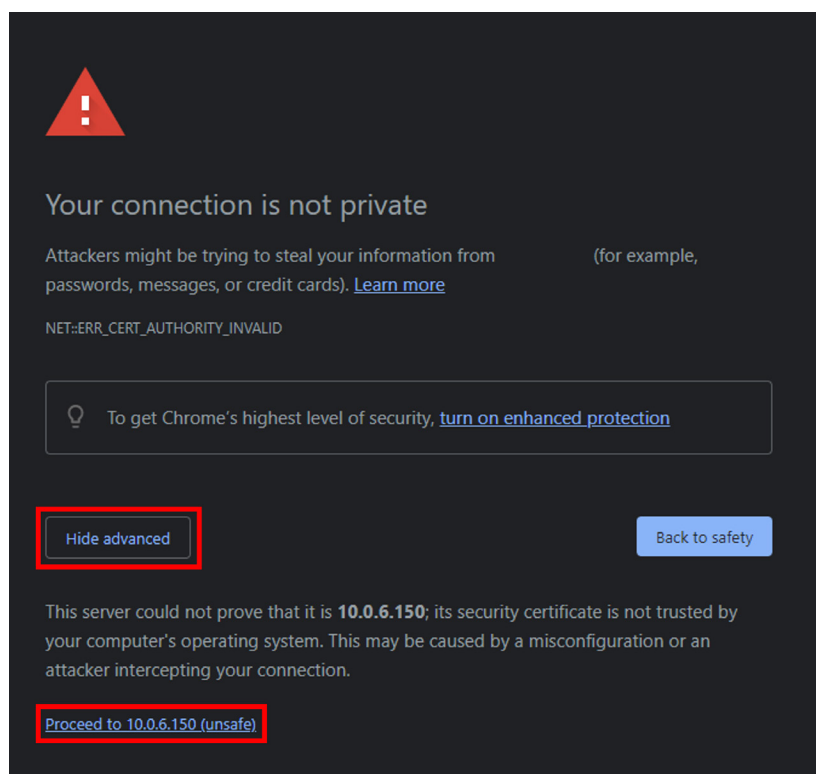 Your connection is not private
Attackers might be trying to steal your information from (for example,
passwords, messages, or credit cards). Learn more
NET::ERR_CERT_AUTHORITY_INVALID
To get Chrome's highest level of security, turn on enhanced protection
Hide advanced
Back to safety
This server could not prove that it is 10.0.6.150; its security certificate is not trusted by
your computer's operating system. This may be caused by a misconfiguration or an
attacker intercepting your connection.
Proceed to 10.0.6.150 (unsafe)